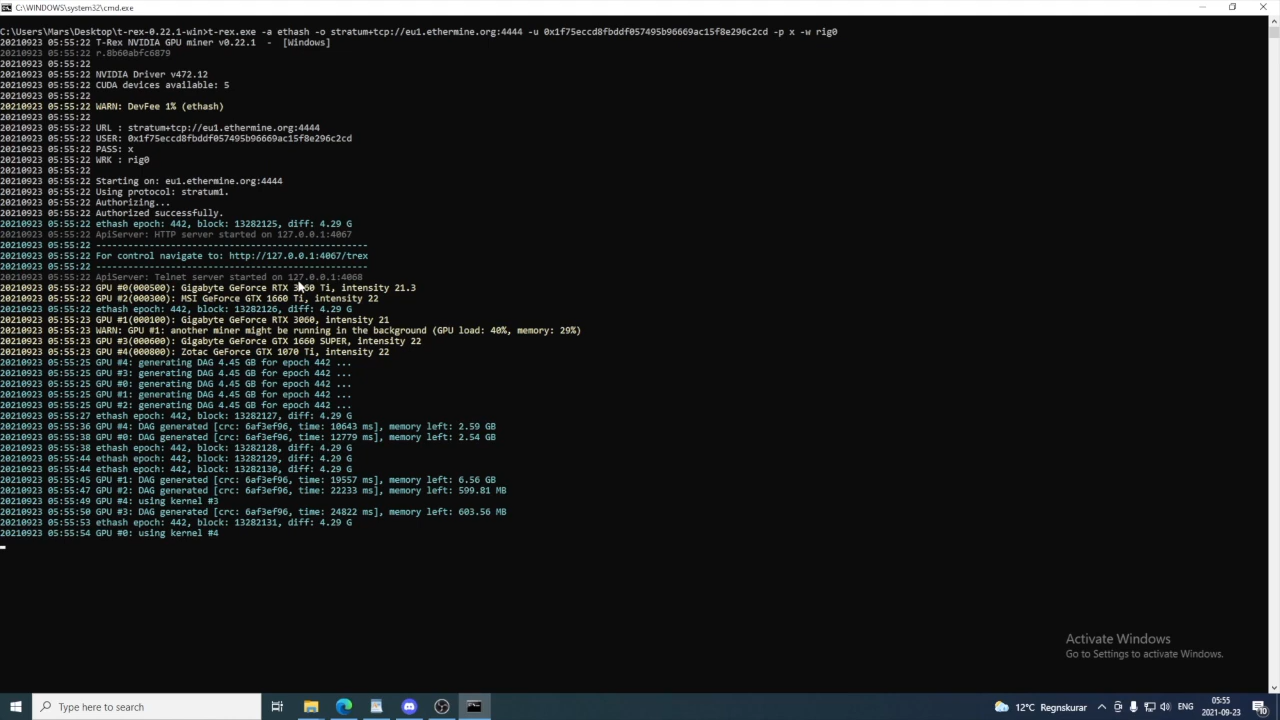 C:\WINDOWS\system32\cmd.exe
C:\Users\Mars\Desktop\t-rex-0.22.1-win>t-rex.exe -a ethash -o stratum+tcp://eu1.ethermine.org:4444 -u 0x1f75eccd8fbddf057495b96669ac15f8e296c2cd -p x -w rig0
20210923 05:55:22 T-Rex NVIDIA GPU miner v0.22.1 - [Windows]
20210923 05:55:22 r.8b60abfc6879
20210923 05:55:22
20210923 05:55:22 NVIDIA Driver v472.12
20210923 05:55:22 CUDA devices available: 5
20210923 05:55:22
20210923 05:55:22 WARN: DevFee 1% (ethash)
20210923 05:55:22
20210923 05:55:22 URL : stratum+tcp://eu1.ethermine.org:4444
20210923 05:55:22 USER: 0x1f75eccd8fbddf057495b96669ac15f8e296c2cd
20210923 05:55:22 PASS: x
20210923 05:55:22 WRK : rig0
20210923 05:55:22
20210923 05:55:22 Starting on: eu1.ethermine.org:4444
20210923 05:55:22 Using protocol: stratum1.
20210923 05:55:22 Authorizing...
20210923 05:55:22 Authorized successfully.
20210923 05:55:22 ethash epoch: 442, block: 13282125, diff: 4.29 G
20210923 05:55:22 ApiServer: HTTP server started on 127.0.0.1:4067
20210923 05:55:22 ---------------------------------------------------
20210923 05:55:22 For control navigate to: http://127.0.0.1:4067/trex
20210923 05:55:22 ---------------------------------------------------
20210923 05:55:22 ApiServer: Telnet server started on 127.0.0.1:4068
20210923 05:55:22 GPU #0(000500): Gigabyte GeForce RTX 3060 Ti, intensity 21.3
20210923 05:55:22 GPU #2(000300): MSI GeForce GTX 1660 Ti, intensity 22
20210923 05:55:22 ethash epoch: 442, block: 13282126, diff: 4.29 G
20210923 05:55:23 GPU #1(000100): Gigabyte GeForce RTX 3060, intensity 21
20210923 05:55:23 WARN: GPU #1: another miner might be running in the background (GPU load: 40%, memory: 29%)
20210923 05:55:23 GPU #3(000600): Gigabyte GeForce GTX 1660 SUPER, intensity 22
20210923 05:55:23 GPU #4(000800): Zotac GeForce GTX 1070 Ti, intensity 22
20210923 05:55:25 GPU #4: generating DAG 4.45 GB for epoch 442 ...
20210923 05:55:25 GPU #3: generating DAG 4.45 GB for epoch 442 ...
20210923 05:55:25 GPU #0: generating DAG 4.45 GB for epoch 442 ...
20210923 05:55:25 GPU #1: generating DAG 4.45 GB for epoch 442 ...
20210923 05:55:25 GPU #2: generating DAG 4.45 GB for epoch 442 ...
20210923 05:55:27 ethash epoch: 442, block: 13282127, diff: 4.29 G
20210923 05:55:36 GPU #4: DAG generated [crc: 6af3ef96, time: 10643 ms], memory left: 2.59 GB
20210923 05:55:38 GPU #0: DAG generated [crc: 6af3ef96, time: 12779 ms], memory left: 2.54 GB
20210923 05:55:38 ethash epoch: 442, block: 13282128, diff: 4.29 G
20210923 05:55:44 ethash epoch: 442, block: 13282129, diff: 4.29 G
20210923 05:55:44 ethash epoch: 442, block: 13282130, diff: 4.29 G
20210923 05:55:45 GPU #1: DAG generated [crc: 6af3ef96, time: 19557 ms], memory left: 6.56 GB
20210923 05:55:47 GPU #2: DAG generated [crc: 6af3ef96, time: 22233 ms], memory left: 599.81 MB
20210923 05:55:49 GPU #4: using kernel #3
20210923 05:55:50 GPU #3: DAG generated [crc: 6af3ef96, time: 24822 ms], memory left: 603.56 MB
20210923 05:55:53 ethash epoch: 442, block: 13282131, diff: 4.29 G
20210923 05:55:54 GPU #0: using kernel #4
Activate Windows
Go to Settings to activate Windows.
Type here to search
12°C Regnskurar
ENG
05:55
2021-09-23
10